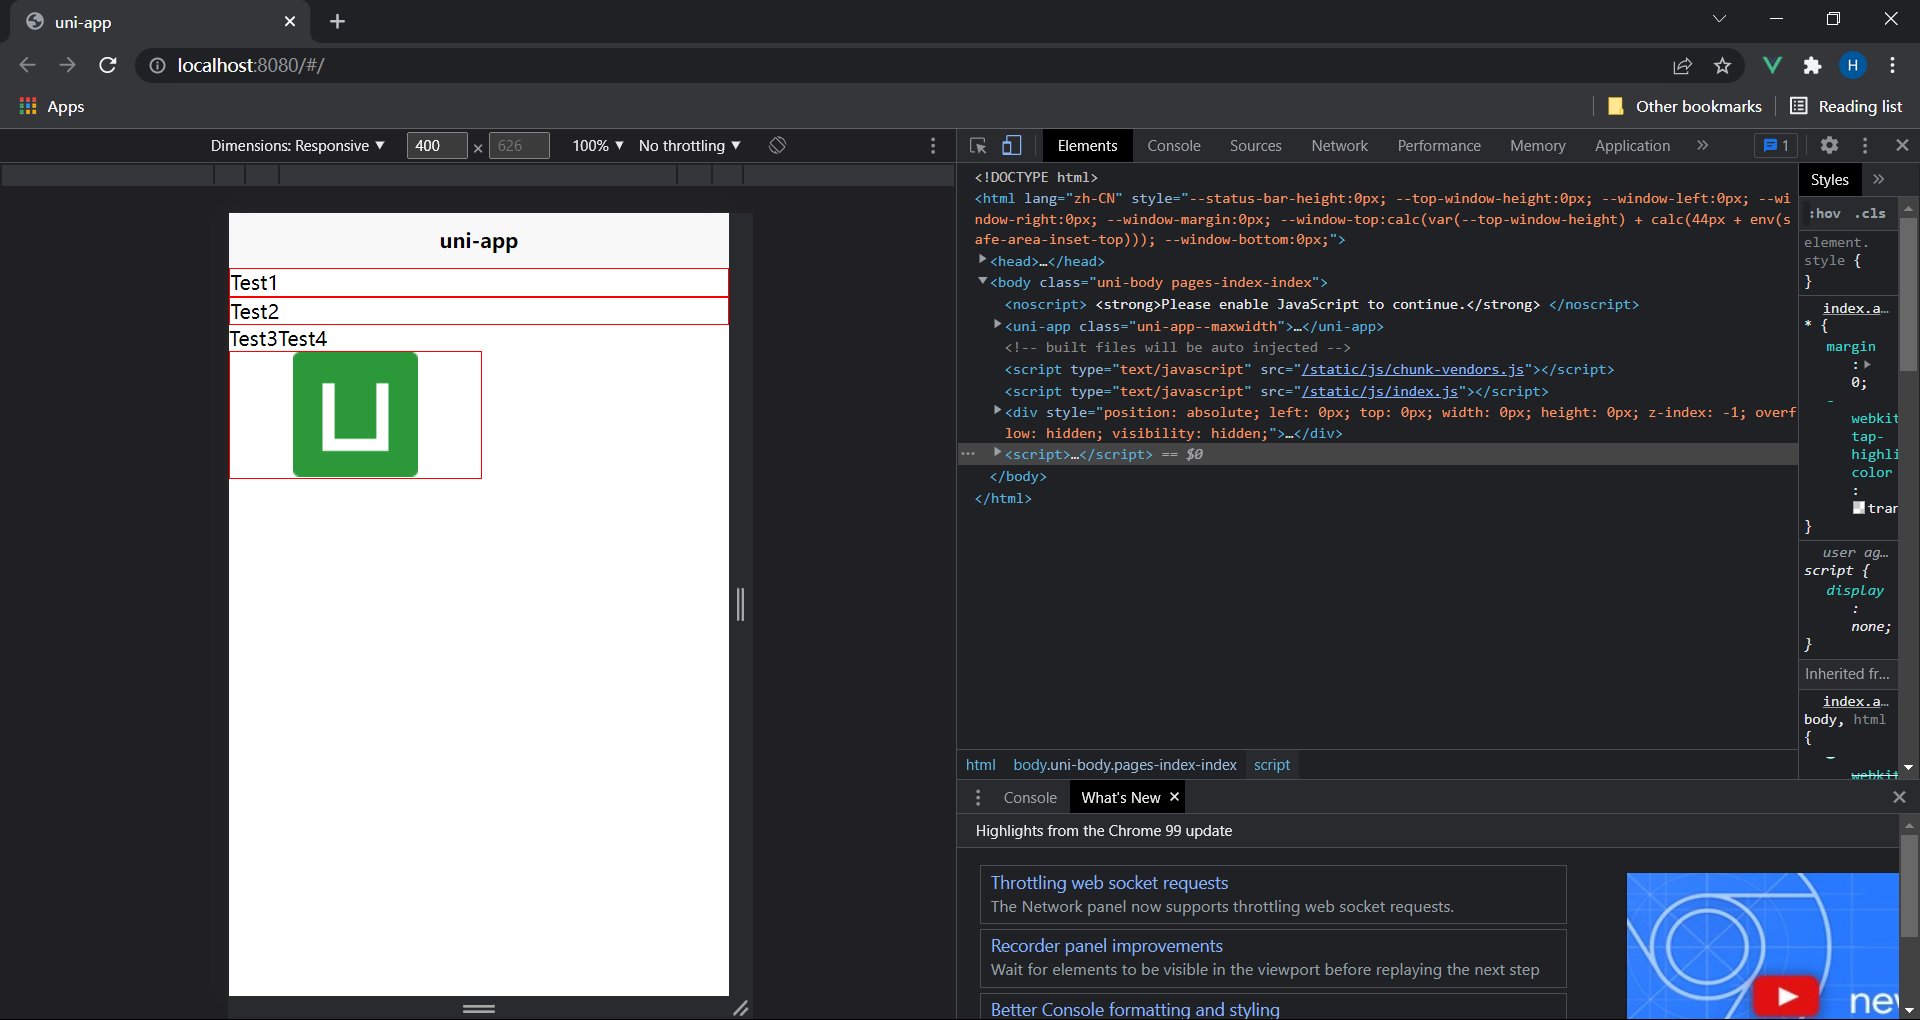 uni-app
localhost:8080/#/
H
Apps
Other bookmarks
Reading list
Dimensions: Responsive ▼ 400 × 626 100% ▼ No throttling ▼
Elements Console Sources Network Performance Memory Application » 1
uni-app
Test1
Test2
Test3Test4
<!DOCTYPE html>
<html lang="zh-CN" style="--status-bar-height:0px; --top-window-height:0px; --window-left:0px; --wi
ndow-right:0px; --window-margin:0px; --window-top:calc(var(--top-window-height) + calc(44px + env(s
afe-area-inset-top))); --window-bottom:0px;">
<head>…</head>
<body class="uni-body pages-index-index">
<noscript> <strong>Please enable JavaScript to continue.</strong> </noscript>
<uni-app class="uni-app--maxwidth">…</uni-app>
<!-- built files will be auto injected -->
<script type="text/javascript" src="/static/js/chunk-vendors.js"></script>
<script type="text/javascript" src="/static/js/index.js"></script>
<div style="position: absolute; left: 0px; top: 0px; width: 0px; height: 0px; z-index: -1; overf
low: hidden; visibility: hidden;">…</div>
<script>…</script> == $0
</body>
</html>
html body.uni-body.pages-index-index script
Styles »
:hov .cls
element.
style {
}
index.a…
* {
margin
:
0;
-
webkit
tap-
highli
color
:
tran
}
user ag…
script {
display
:
none;
}
Inherited fr…
index.a…
body, html
{
-
webkit
Console What's New ×
Highlights from the Chrome 99 update
Throttling web socket requests
The Network panel now supports throttling web socket requests.
Recorder panel improvements
Wait for elements to be visible in the viewport before replaying the next step
Better Console formatting and styling
nev